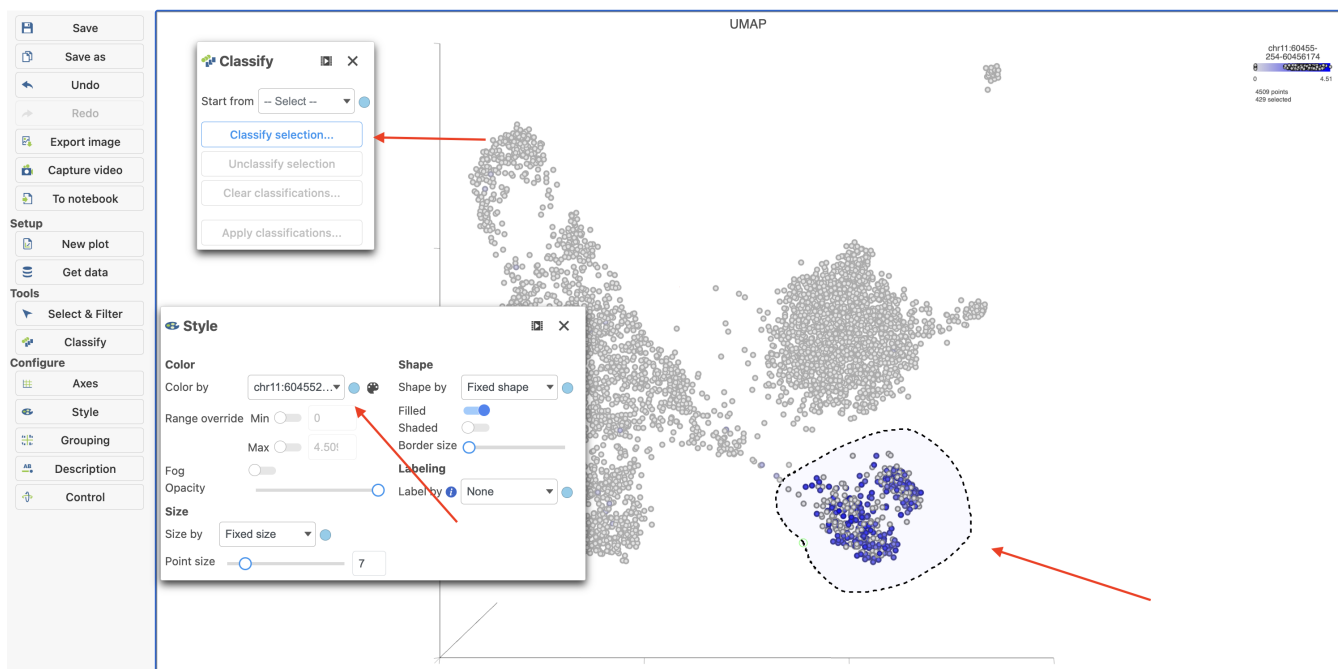 Save
Save as
Undo
Redo
Export image
Capture video
To notebook
Setup
New plot
Get data
Tools
Select & Filter
Classify
Configure
Axes
Style
Grouping
AB
Description
Control
Classify
Start from -- Select --
Classify selection...
Unclassify selection
Clear classifications...
Apply classifications...
Style
Color
Color by chr11:604552...
Range override Min 0
Max 4.509
Fog
Opacity
Size
Size by Fixed size
Point size 7
Shape
Shape by Fixed shape
Filled
Shaded
Border size
Labeling
Label by i None
UMAP
chr11:60455-
254-60456174
0 4.51
4509 points
429 selected